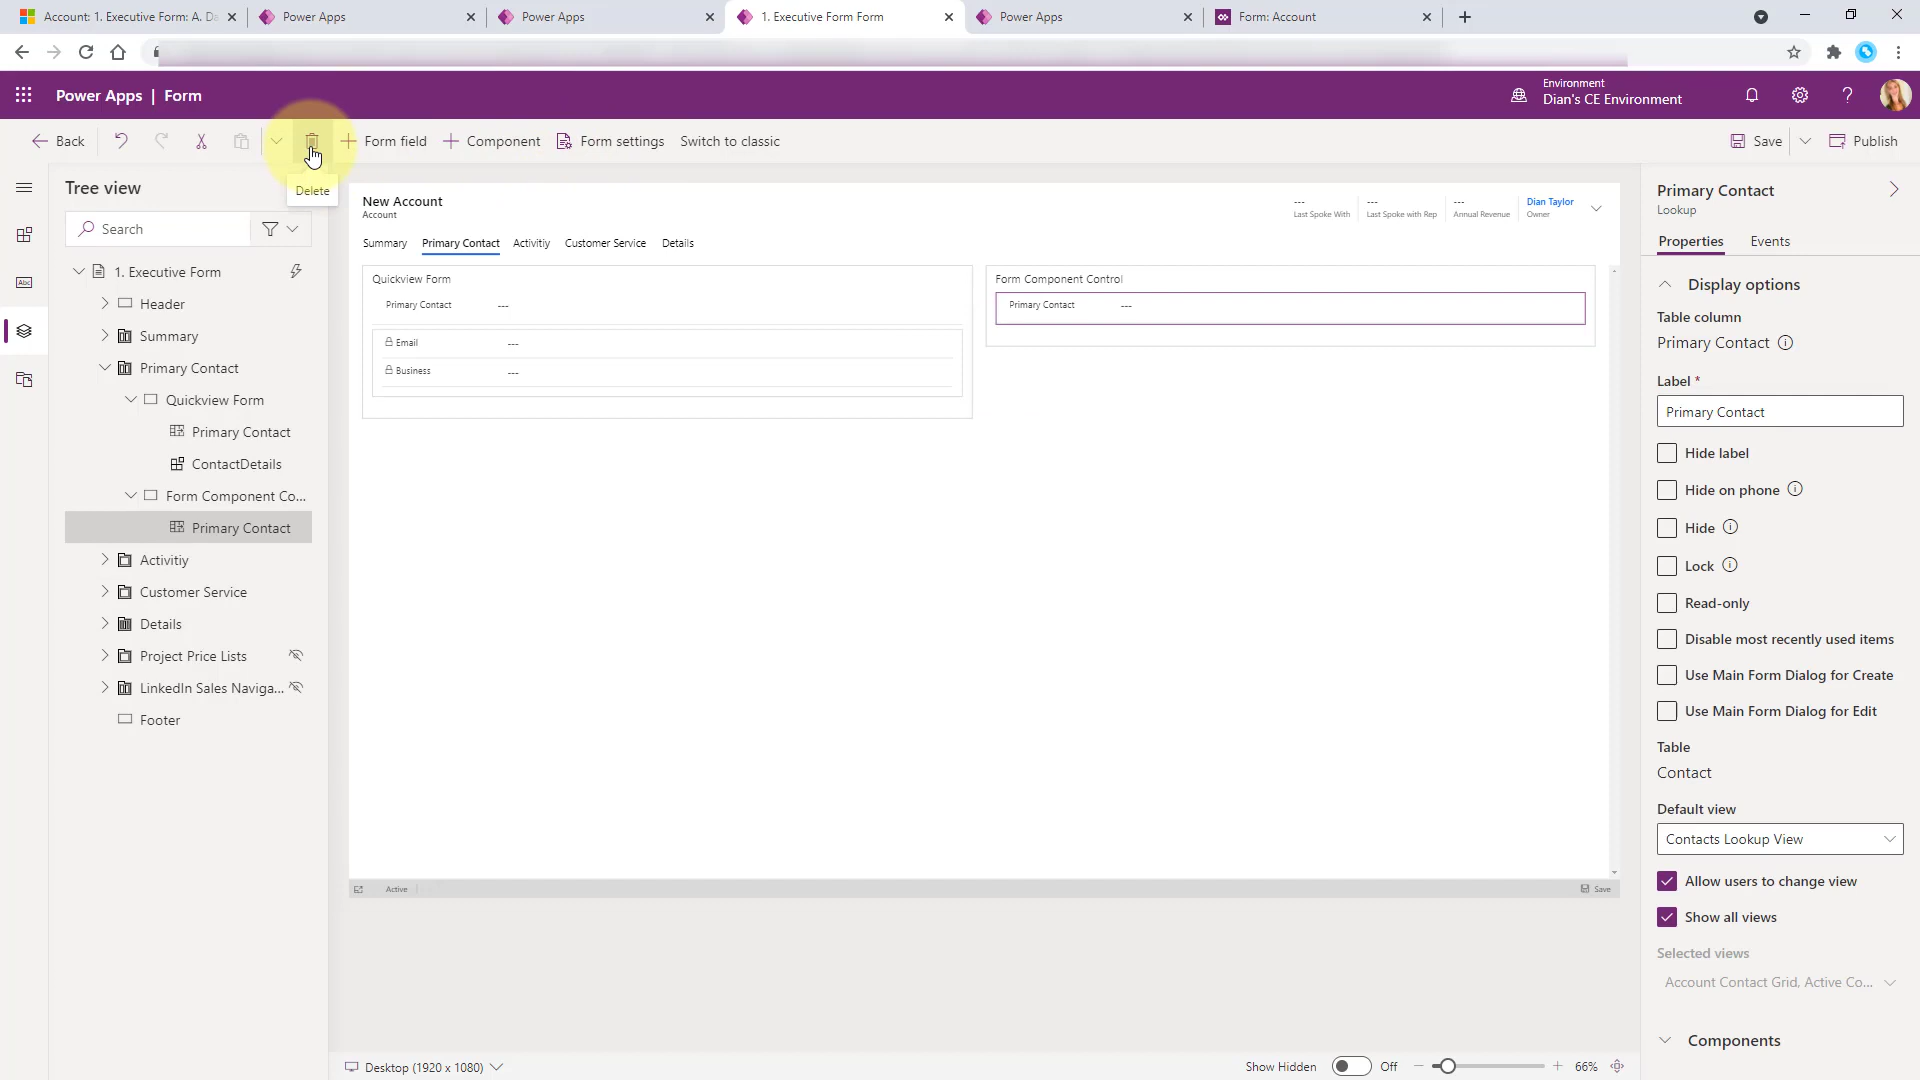 Account: 1. Executive Form: A. Da
Power Apps
Power Apps
1. Executive Form Form
Power Apps
Form: Account
Power Apps | Form
Environment
Dian's CE Environment
Back
Form field
Component
Form settings
Switch to classic
Save
Publish
Delete
Tree view
Search
1. Executive Form
Header
Summary
Primary Contact
Quickview Form
Primary Contact
ContactDetails
Form Component Co...
Primary Contact
Activitiy
Customer Service
Details
Project Price Lists
LinkedIn Sales Naviga...
Footer
Abc
New Account
Account
---
Last Spoke With
---
Last Spoke with Rep
---
Annual Revenue
Dian Taylor
Owner
Summary
Primary Contact
Activitiy
Customer Service
Details
Quickview Form
Primary Contact ---
Email ---
Business ---
Form Component Control
Primary Contact ---
Active
Save
Desktop (1920 x 1080)
Show Hidden
Off
66%
Primary Contact
Lookup
Properties
Events
Display options
Table column
Primary Contact
Label *
Primary Contact
Hide label
Hide on phone
Hide
Lock
Read-only
Disable most recently used items
Use Main Form Dialog for Create
Use Main Form Dialog for Edit
Table
Contact
Default view
Contacts Lookup View
Allow users to change view
Show all views
Selected views
Account Contact Grid, Active Co...
Components